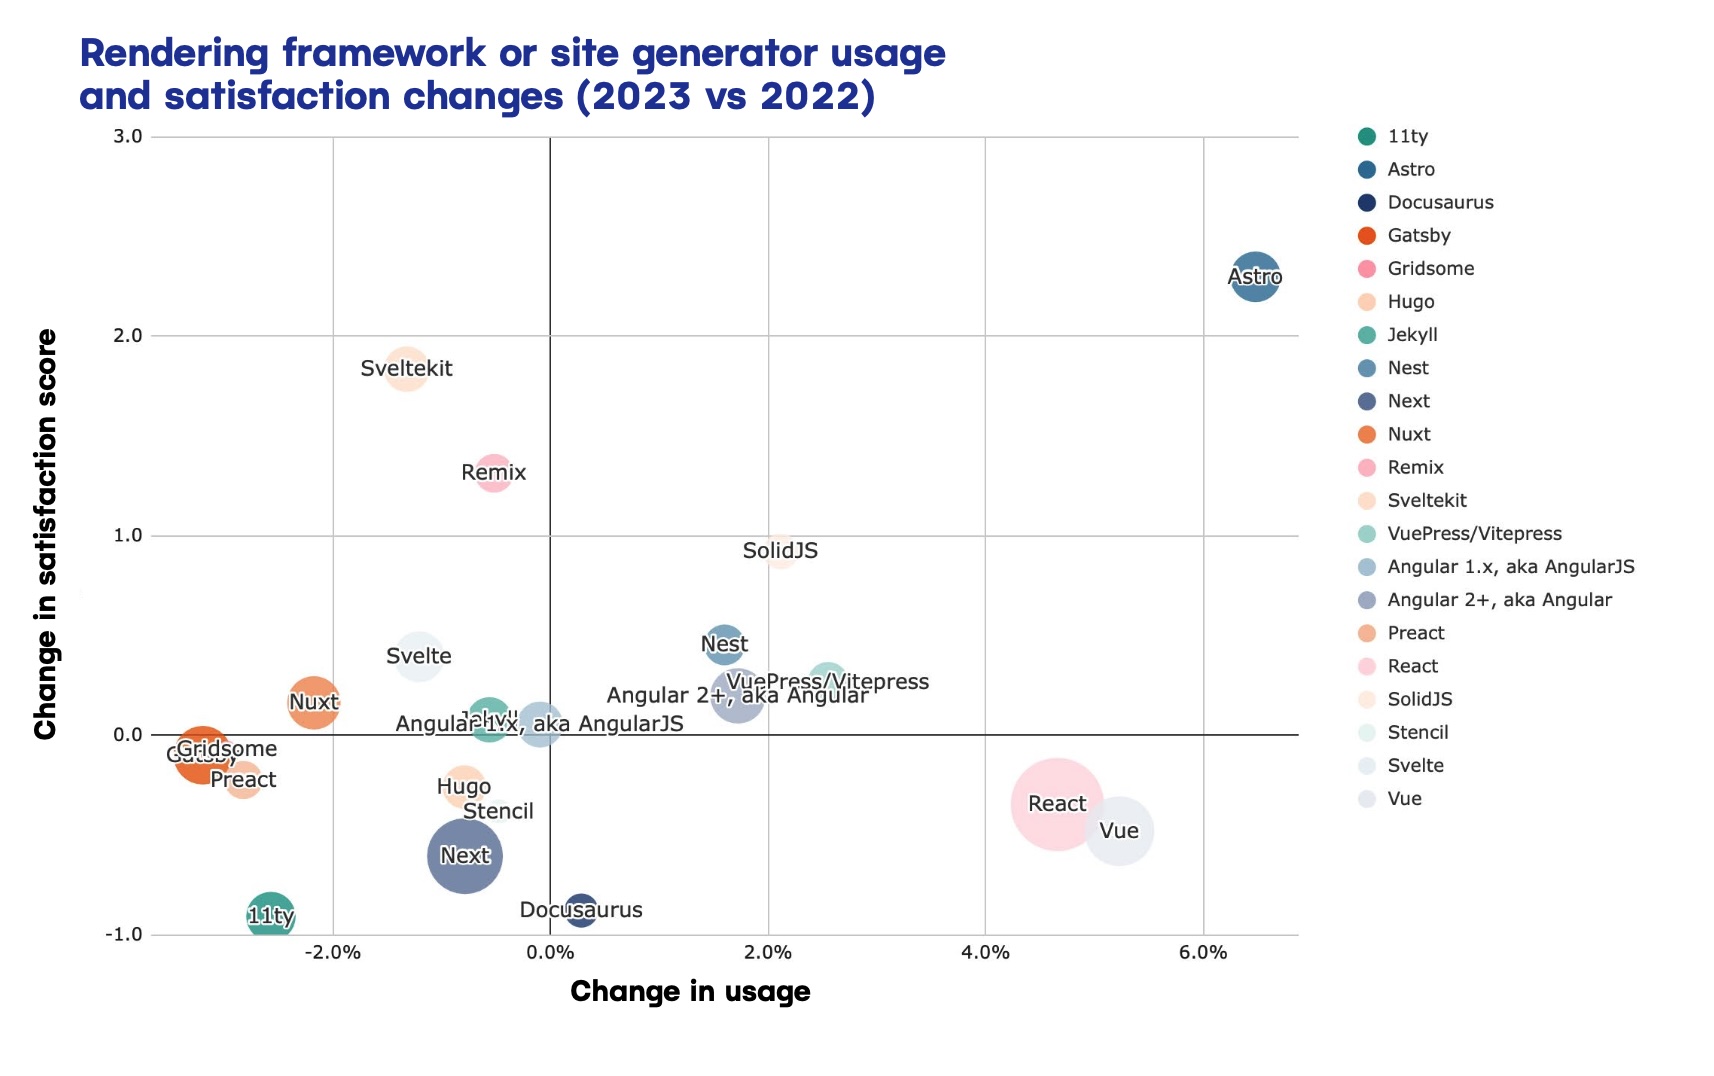 Rendering framework or site generator usage
and satisfaction changes (2023 vs 2022)
3.0
2.0
1.0
0.0
-1.0
Change in satisfaction score
Astro
Sveltekit
Remix
SolidJS
Nest
Svelte
VuePress/Vitepress
Angular 2+, aka Angular
Nuxt
Jekyll
Angular 1.x, aka AngularJS
Gridsome
Gatsby
Preact
Hugo
Stencil
React
Vue
Next
Docusaurus
11ty
-2.0%
0.0%
2.0%
4.0%
6.0%
Change in usage
11ty
Astro
Docusaurus
Gatsby
Gridsome
Hugo
Jekyll
Nest
Next
Nuxt
Remix
Sveltekit
VuePress/Vitepress
Angular 1.x, aka AngularJS
Angular 2+, aka Angular
Preact
React
SolidJS
Stencil
Svelte
Vue